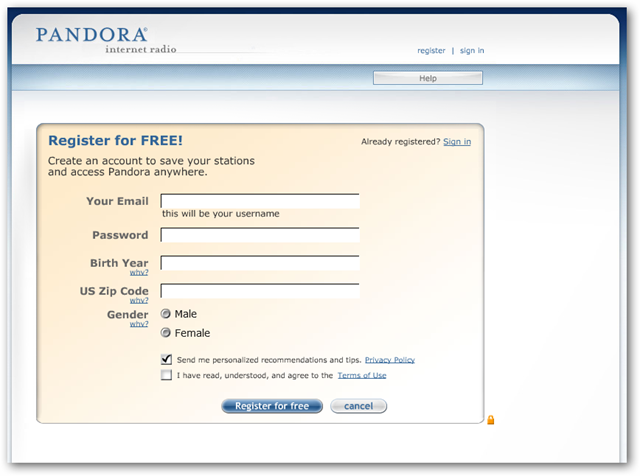 PANDORA®
internet radio
register | sign in
Help
Register for FREE!
Already registered? Sign in
Create an account to save your stations
and access Pandora anywhere.
Your Email
this will be your username
Password
Birth Year
why?
US Zip Code
why?
Gender
why?
Male
Female
Send me personalized recommendations and tips. Privacy Policy
I have read, understood, and agree to the Terms of Use
Register for free
cancel